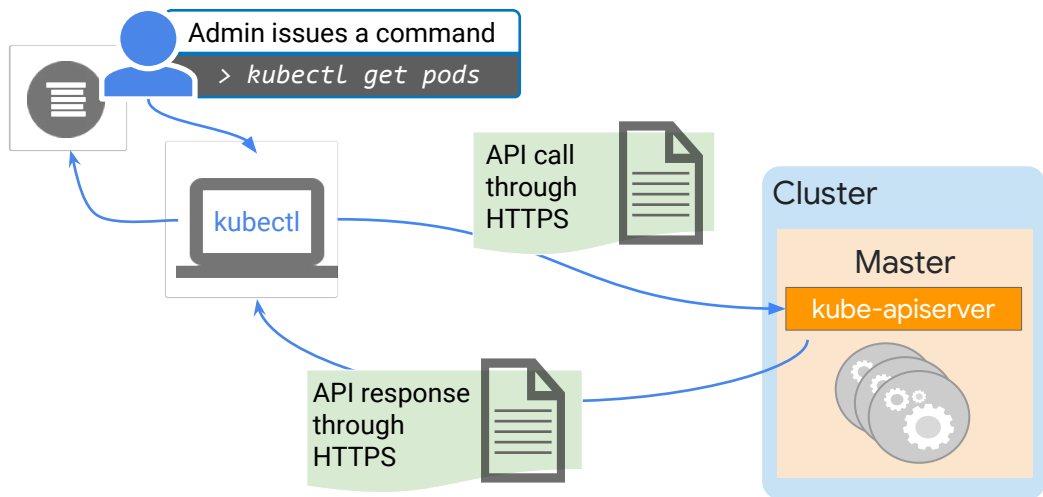 Admin issues a command
> kubectl get pods
kubectl
API call
through
HTTPS
Cluster
Master
kube-apiserver
API response
through
HTTPS